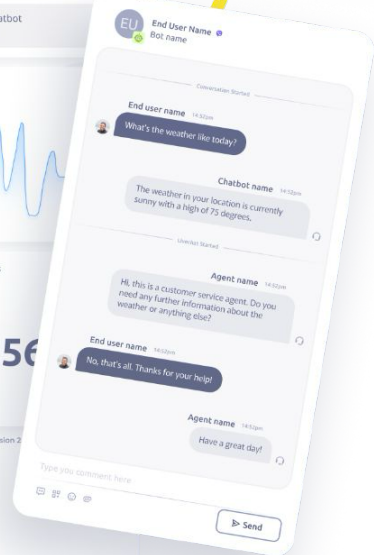 atbot
EU
End User Name
Bot name
Conversation Started
End user name 14:52pm
What's the weather like today?
Chatbot name 14:52pm
The weather in your location is currently
sunny with a high of 75 degrees.
Livechat Started
Agent name 14:52pm
Hi, this is a customer service agent. Do you
need any further information about the
weather or anything else?
End user name 14:52pm
No, that's all. Thanks for your help!
Agent name 14:52pm
Have a great day!
Type you comment here
Send
56
sion 2